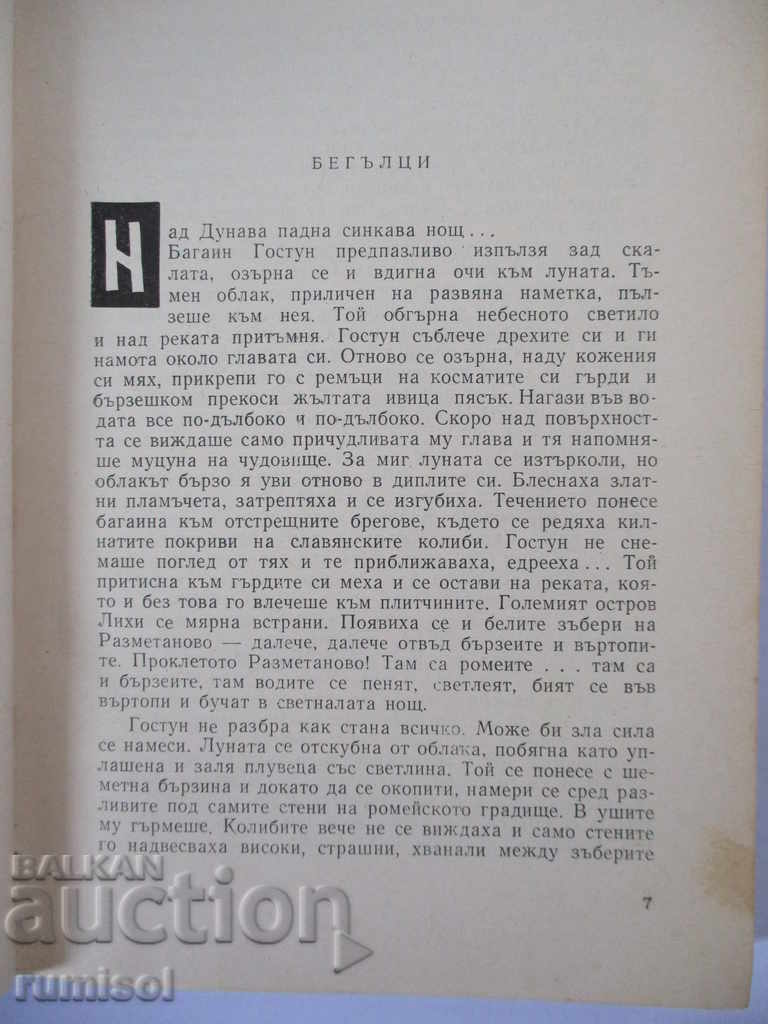 БЕГЪЛЦИ
Над Дунава падна синкава нощ...
Багаин Гостун предпазливо изпълзя зад ска-
лата, озърна се и вдигна очи към луната. Тъ-
мен облак, приличен на развяна наметка, пъл-
зеше към нея. Той обгърна небесното светило
и над реката притъмня. Гостун съблече дрехите си и ги
намота около главата си. Отново се озърна, наду кожения
си мях, прикрепи го с ремъци на косматите си гърди и
бързешком прекоси жълтата ивица пясък. Нагази във во-
дата все по-дълбоко и по-дълбоко. Скоро над повърхност-
та се виждаше само причудливата му глава и тя напомня-
ше муцуна на чудовище. За миг луната се изтърколи, но
облакът бързо я уви отново в диплите си. Блеснаха злат-
ни пламъчета, затрептяха и се изгубиха. Течението понесе
багаина към отстрещните брегове, където се редяха кил-
натите покриви на славянските колиби. Гостун не сне-
маше поглед от тях и те приближаваха, едрееха... Той
притисна към гърдите си меха и се остави на реката, коя-
то и без това го влечеше към плитчините. Големият остров
Лихи се мярна встрани. Появиха се и белите зъбери на
Разметаново — далече, далече отвъд бързеите и въртопи-
те. Проклетото Разметаново! Там са ромеите ... там са
и бързеите, там водите се пенят, светлеят, бият се във
въртопи и бучат в светналата нощ.
Гостун не разбра как стана всичко. Може би зла сила
се намеси. Луната се отскубна от облака, побягна като уп-
лашена и заля плувеца със светлина. Той се понесе с ше-
метна бързина и докато да се окопити, намери се сред раз-
ливите под самите стени на ромейското градище. В ушите
му гърмеше. Колибите вече не се виждаха и само стените
го надвесваха високи, страшни, хванали между зъберите
7
BALKAN
auction
rumisol